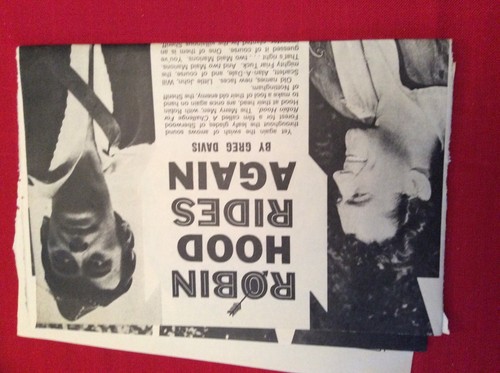 ROBIN
HOOD
RIDES
AGAIN
BY GREG DAVIS
Yet again the swish of arrows sound
throughout the leafy glades of Sherwood
Forest for a film called A Challenge For
Robin Hood. The Merry Men, with Robin
Hood at their head, are once again on hand
to make a fool of their old enemy, the Sheriff
of Nottingham.
Old names, new faces. Little John, Will
Scarlett, Alan-A-Dale, and of course, the
mighty Friar Tuck. And two Maid Marions.
That's right . . . two Maid Marions. You've
guessed it of course. One of them is an